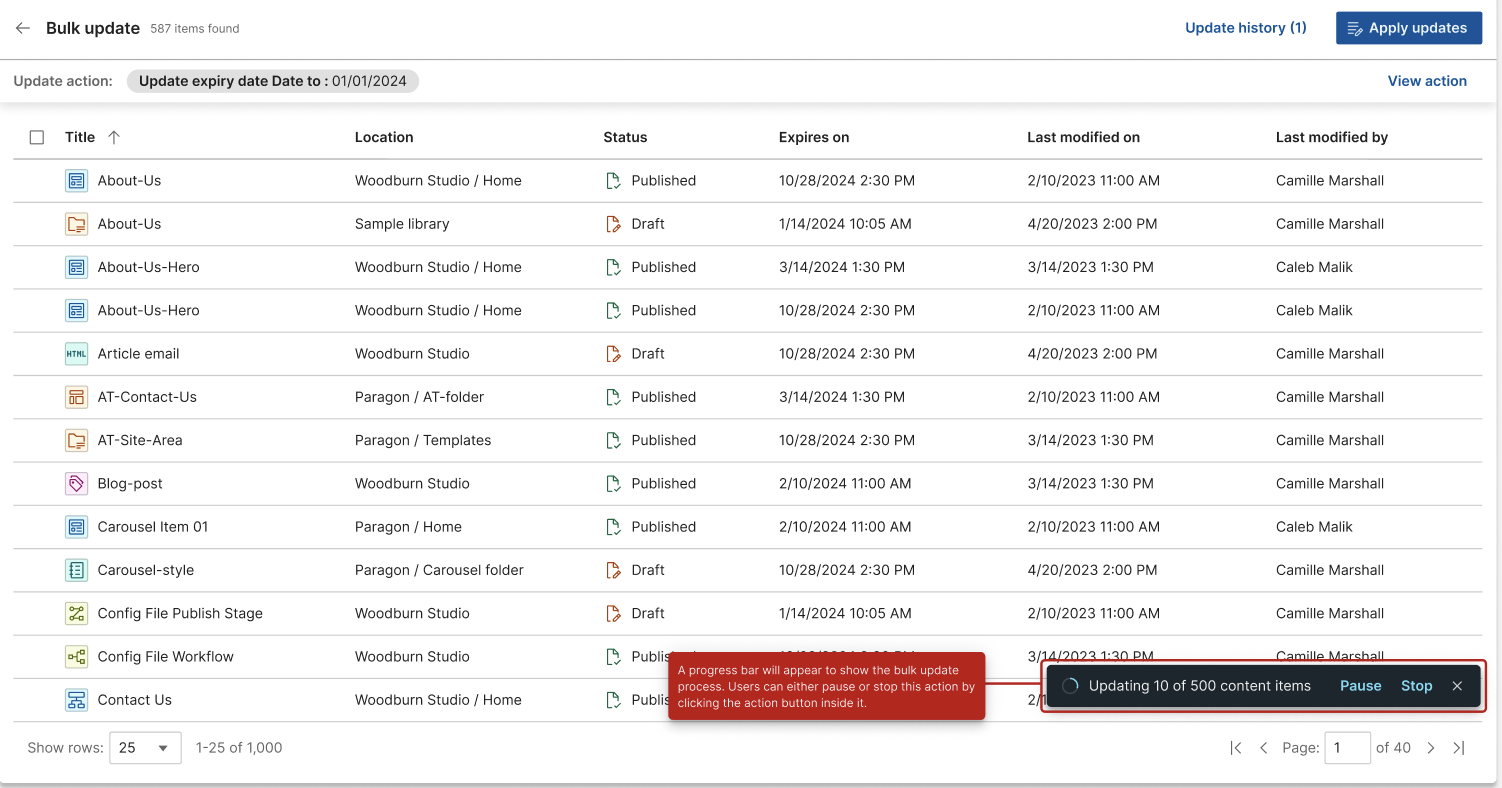 Bulk update 587 items found Update history (1) Apply updates
Update action: Update expiry date Date to : 01/01/2024 View action
Title Location Status Expires on Last modified on Last modified by
About-Us Woodburn Studio / Home Published 10/28/2024 2:30 PM 2/10/2023 11:00 AM Camille Marshall
About-Us Sample library Draft 1/14/2024 10:05 AM 4/20/2023 2:00 PM Camille Marshall
About-Us-Hero Woodburn Studio / Home Published 3/14/2024 1:30 PM 3/14/2023 1:30 PM Caleb Malik
About-Us-Hero Woodburn Studio / Home Published 10/28/2024 2:30 PM 2/10/2023 11:00 AM Caleb Malik
HTML Article email Woodburn Studio Draft 10/28/2024 2:30 PM 4/20/2023 2:00 PM Camille Marshall
AT-Contact-Us Paragon / AT-folder Published 3/14/2024 1:30 PM 2/10/2023 11:00 AM Camille Marshall
AT-Site-Area Paragon / Templates Published 10/28/2024 2:30 PM 3/14/2023 1:30 PM Camille Marshall
Blog-post Woodburn Studio Published 2/10/2024 11:00 AM 3/14/2023 1:30 PM Camille Marshall
Carousel Item 01 Paragon / Home Published 2/10/2024 11:00 AM 2/10/2023 11:00 AM Caleb Malik
Carousel-style Paragon / Carousel folder Draft 10/28/2024 2:30 PM 4/20/2023 2:00 PM Camille Marshall
Config File Publish Stage Woodburn Studio Draft 1/14/2024 10:05 AM 2/10/2023 11:00 AM Camille Marshall
Config File Workflow Woodburn Studio 3/14/2023 1:30 PM Camille Marshall
Contact Us Woodburn Studio / Home
A progress bar will appear to show the bulk update
process. Users can either pause or stop this action by
clicking the action button inside it.
Updating 10 of 500 content items Pause Stop
Show rows: 25 1-25 of 1,000 Page: 1 of 40